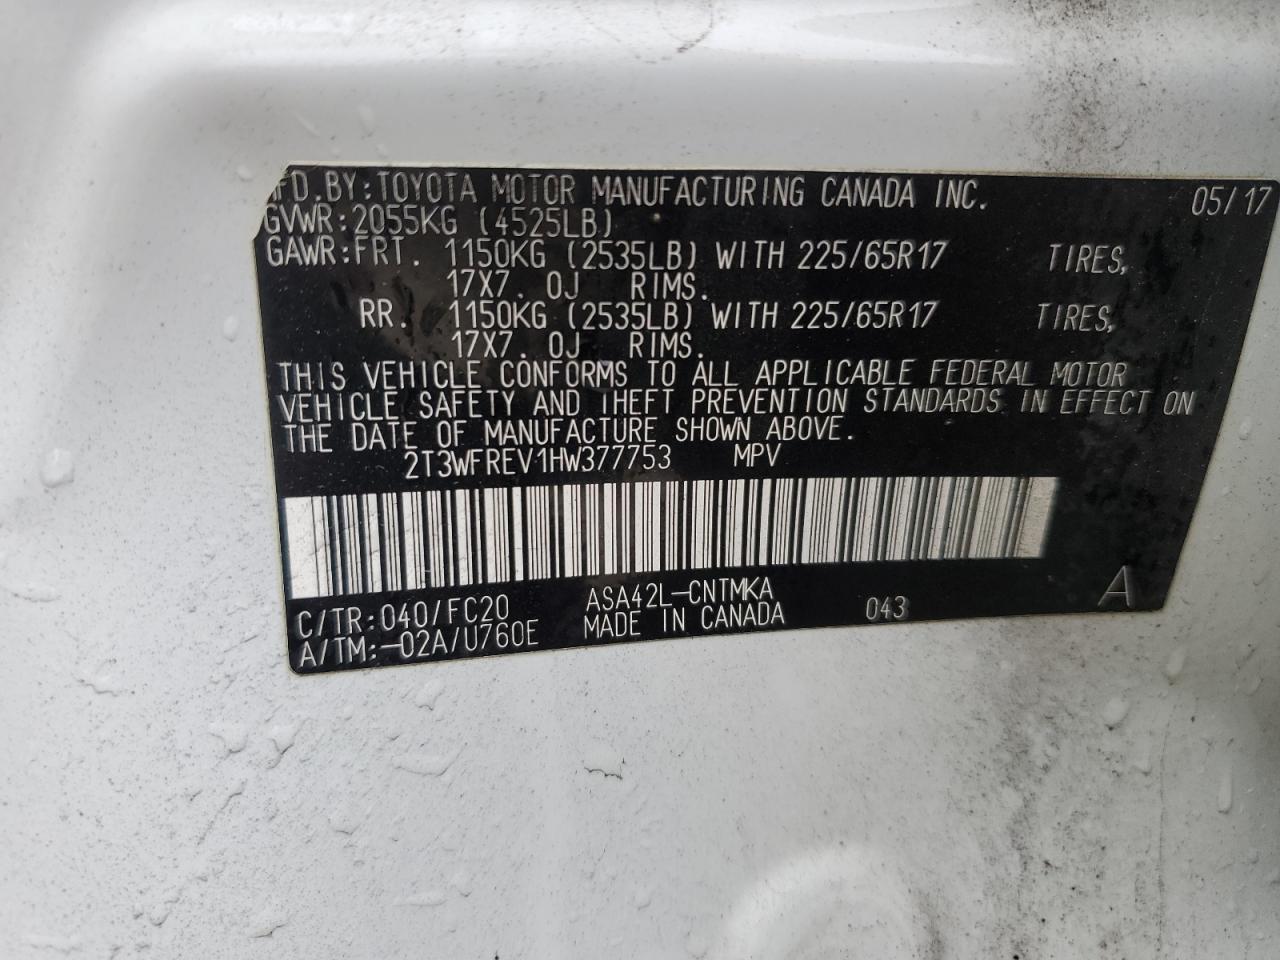 MFD.BY:TOYOTA MOTOR MANUFACTURING CANADA INC. 05/17
GVWR:2055KG (4525LB)
GAWR:FRT. 1150KG (2535LB) WITH 225/65R17 TIRES,
17X7. 0J RIMS.
RR. 1150KG (2535LB) WITH 225/65R17 TIRES,
17X7. 0J RIMS.
THIS VEHICLE CONFORMS TO ALL APPLICABLE FEDERAL MOTOR
VEHICLE SAFETY AND THEFT PREVENTION STANDARDS IN EFFECT ON
THE DATE OF MANUFACTURE SHOWN ABOVE.
2T3WFREV1HW377753 MPV
C/TR:040/FC20 ASA42L-CNTMKA 043 A
A/TM:-02A/U760E MADE IN CANADA